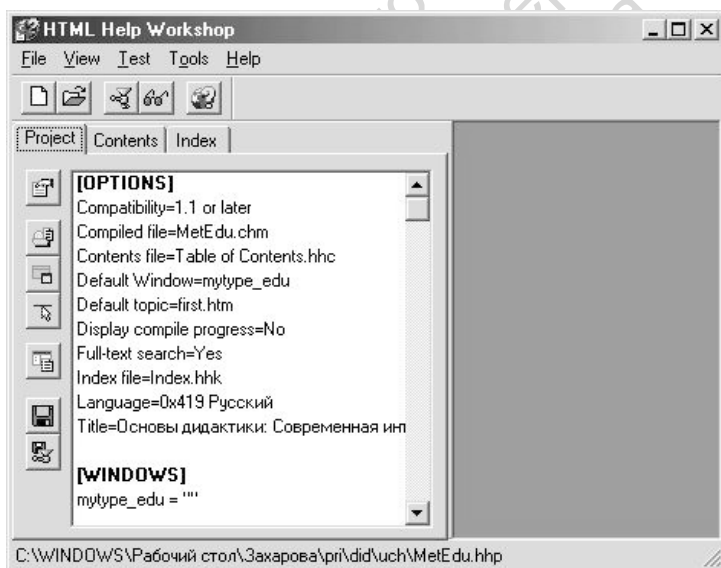 HTML Help Workshop
File View Test Tools Help
Project Contents Index
[OPTIONS]
Compatibility=1.1 or later
Compiled file=MetEdu.chm
Contents file=Table of Contents.hhc
Default Window=mytype_edu
Default topic=first.htm
Display compile progress=No
Full-text search=Yes
Index file=Index.hhk
Language=0x419 Русский
Title=Основы дидактики: Современная инт
[WINDOWS]
mytype_edu = ""
C:\WINDOWS\Рабочий стол\Захарова\pri\did\uch\MetEdu.hhp